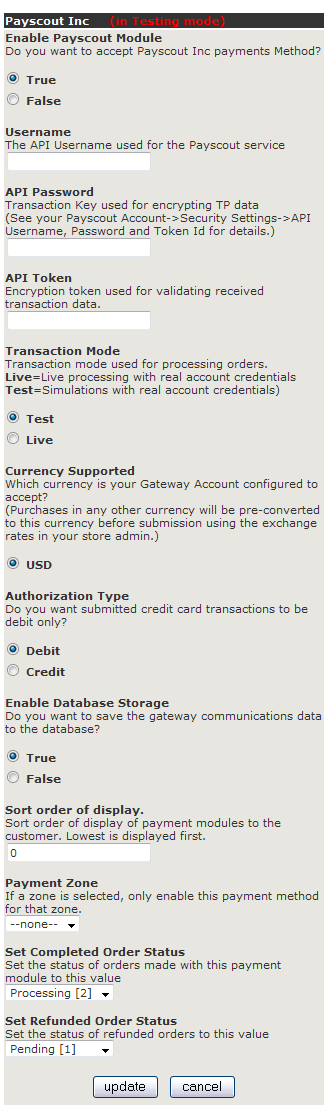 Payscout Inc (in Testing mode)
Enable Payscout Module
Do you want to accept Payscout Inc payments Method?
True
False
Username
The API Username used for the Payscout service
API Password
Transaction Key used for encrypting TP data
(See your Payscout Account->Security Settings->API
Username, Password and Token Id for details.)
API Token
Encryption token used for validating received
transaction data.
Transaction Mode
Transaction mode used for processing orders.
Live=Live processing with real account credentials
Test=Simulations with real account credentials)
Test
Live
Currency Supported
Which currency is your Gateway Account configured to
accept?
(Purchases in any other currency will be pre-converted
to this currency before submission using the exchange
rates in your store admin.)
USD
Authorization Type
Do you want submitted credit card transactions to be
debit only?
Debit
Credit
Enable Database Storage
Do you want to save the gateway communications data
to the database?
True
False
Sort order of display.
Sort order of display of payment modules to the
customer. Lowest is displayed first.
0
Payment Zone
If a zone is selected, only enable this payment method
for that zone.
--none--
Set Completed Order Status
Set the status of orders made with this payment
module to this value
Processing [2]
Set Refunded Order Status
Set the status of refunded orders to this value
Pending [1]
update cancel